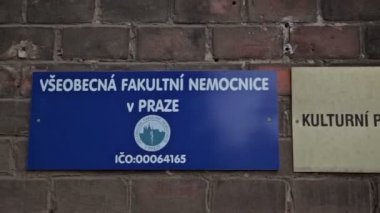 VŠEOBECNÁ FAKULTNÍ NEMOCNICE
v PRAZE
IČO:00064165
KULTURNÍ